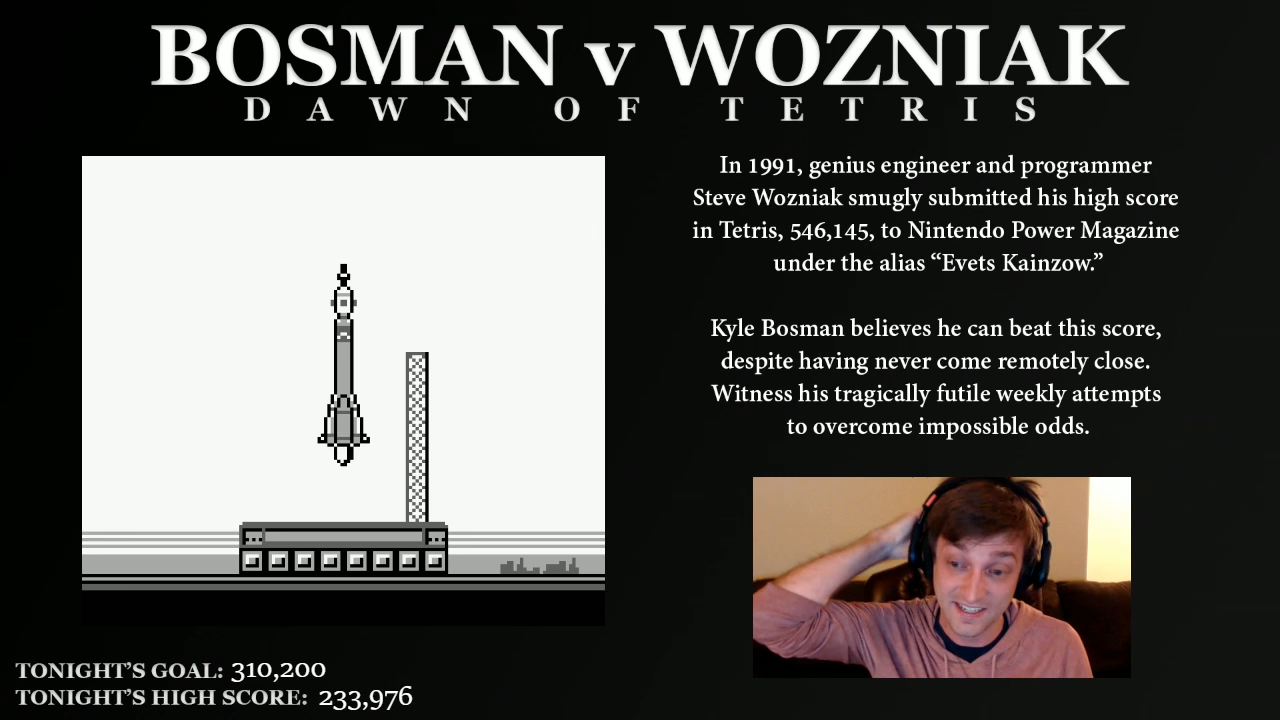 BOSMAN v WOZNIAK
DAWN OF TETRIS
In 1991, genius engineer and programmer
Steve Wozniak smugly submitted his high score
in Tetris, 546,145, to Nintendo Power Magazine
under the alias “Evets Kainzow.”
Kyle Bosman believes he can beat this score,
despite having never come remotely close.
Witness his tragically futile weekly attempts
to overcome impossible odds.
TONIGHT’S GOAL: 310,200
TONIGHT’S HIGH SCORE: 233,976